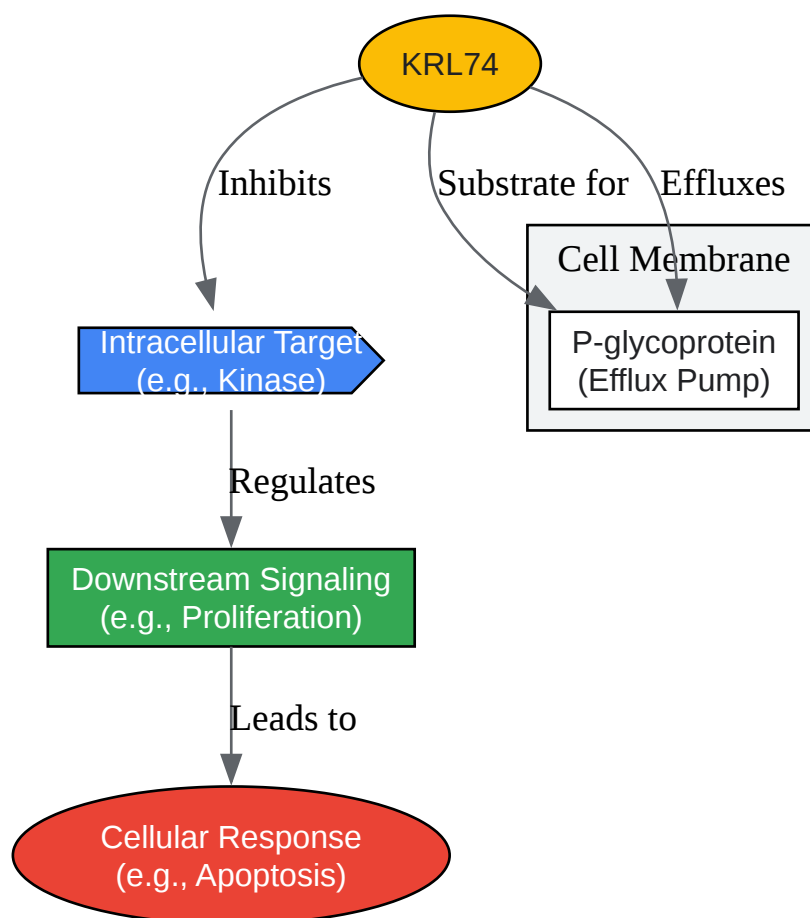 KRL74
Inhibits
Substrate for
Effluxes
Cell Membrane
P-glycoprotein
(Efflux Pump)
Intracellular Target
(e.g., Kinase)
Regulates
Downstream Signaling
(e.g., Proliferation)
Leads to
Cellular Response
(e.g., Apoptosis)